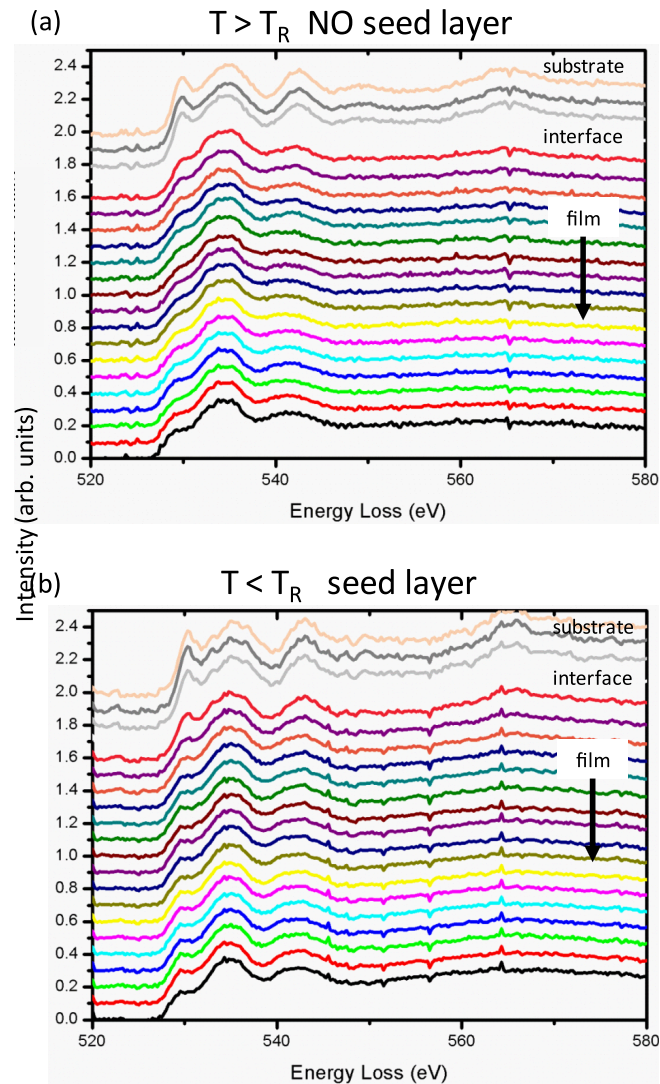 (a)
T > TR NO seed layer
substrate
interface
film
2.4
2.2
2.0
1.8
1.6
1.4
1.2
1.0
0.8
0.6
0.4
0.2
0.0
520
540
560
580
Energy Loss (eV)
Intensity (arb. units)
(b)
T < TR seed layer
substrate
interface
film
2.4
2.2
2.0
1.8
1.6
1.4
1.2
1.0
0.8
0.6
0.4
0.2
0.0
520
540
560
580
Energy Loss (eV)